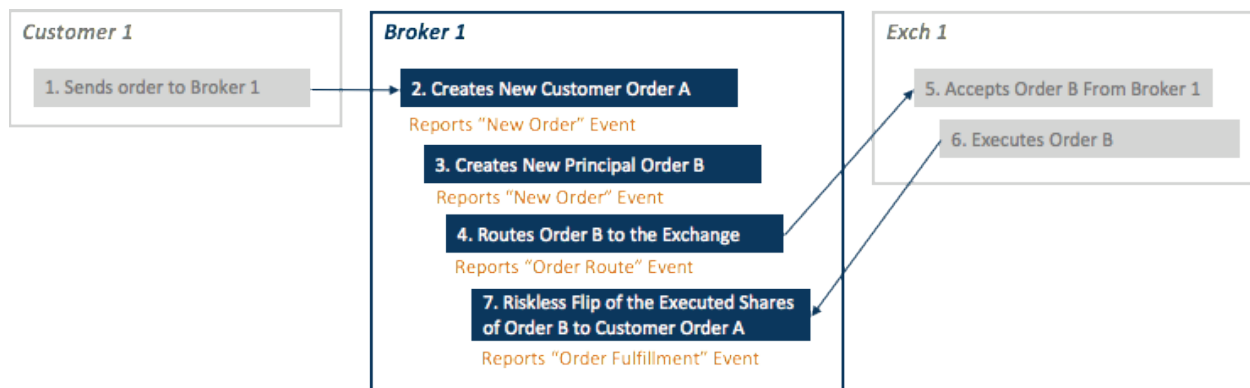 Customer 1
1. Sends order to Broker 1
Broker 1
2. Creates New Customer Order A
Reports "New Order" Event
3. Creates New Principal Order B
Reports "New Order" Event
4. Routes Order B to the Exchange
Reports "Order Route" Event
7. Riskless Flip of the Executed Shares
of Order B to Customer Order A
Reports "Order Fulfillment" Event
Exch 1
5. Accepts Order B From Broker 1
6. Executes Order B